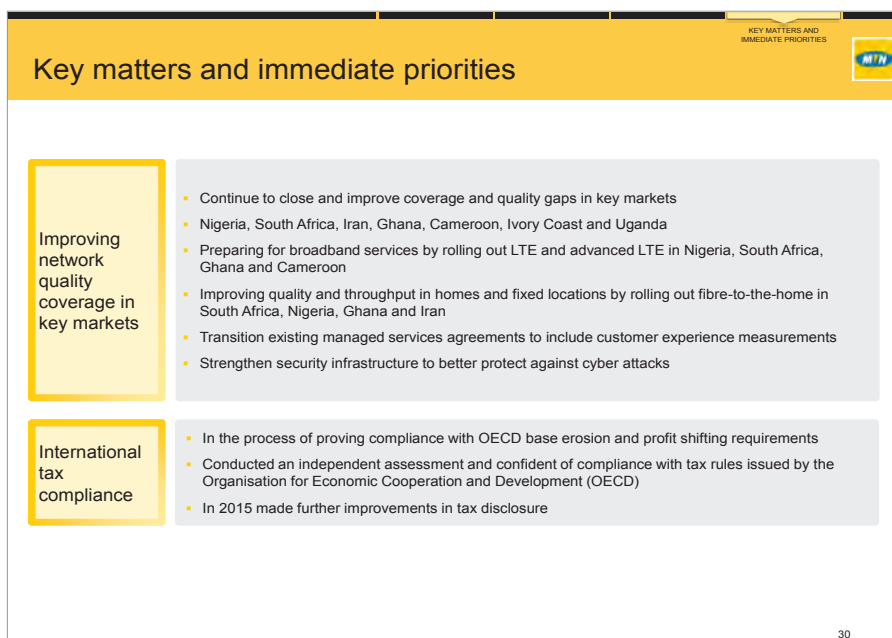 KEY MATTERS AND
IMMEDIATE PRIORITIES
Key matters and immediate priorities
MTN
Improving
network
quality
coverage in
key markets
▪ Continue to close and improve coverage and quality gaps in key markets
▪ Nigeria, South Africa, Iran, Ghana, Cameroon, Ivory Coast and Uganda
▪ Preparing for broadband services by rolling out LTE and advanced LTE in Nigeria, South Africa,
Ghana and Cameroon
▪ Improving quality and throughput in homes and fixed locations by rolling out fibre-to-the-home in
South Africa, Nigeria, Ghana and Iran
▪ Transition existing managed services agreements to include customer experience measurements
▪ Strengthen security infrastructure to better protect against cyber attacks
International
tax
compliance
▪ In the process of proving compliance with OECD base erosion and profit shifting requirements
▪ Conducted an independent assessment and confident of compliance with tax rules issued by the
Organisation for Economic Cooperation and Development (OECD)
▪ In 2015 made further improvements in tax disclosure
30